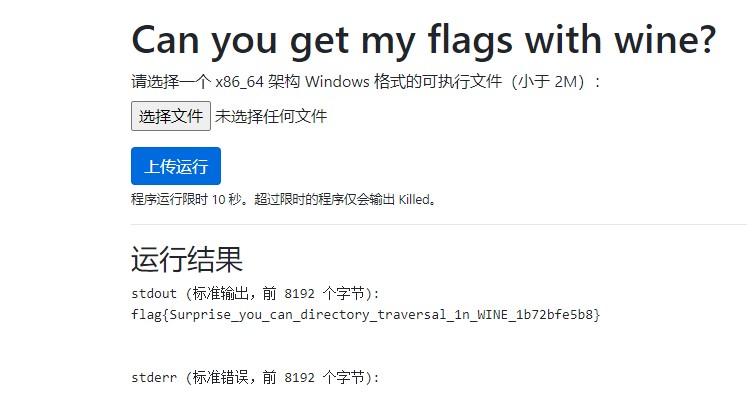 Can you get my flags with wine?
请选择一个 x86_64 架构 Windows 格式的可执行文件（小于 2M）：
选择文件 未选择任何文件
上传运行
程序运行限时 10 秒。超过限时的程序仅会输出 Killed。
运行结果
stdout (标准输出，前 8192 个字节):
flag{Surprise_you_can_directory_traversal_1n_WINE_1b72bfe5b8}
stderr (标准错误，前 8192 个字节):